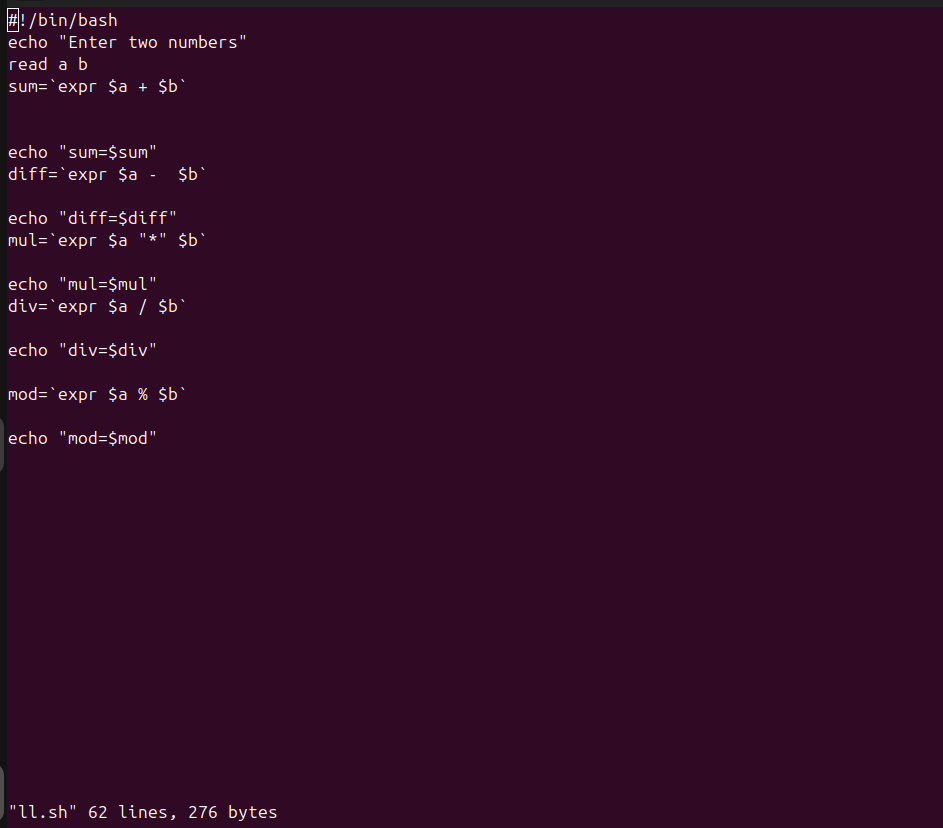 #!/bin/bash
echo "Enter two numbers"
read a b
sum=`expr $a + $b`
echo "sum=$sum"
diff=`expr $a -  $b`
echo "diff=$diff"
mul=`expr $a "*" $b`
echo "mul=$mul"
div=`expr $a / $b`
echo "div=$div"
mod=`expr $a % $b`
echo "mod=$mod"
"ll.sh" 62 lines, 276 bytes